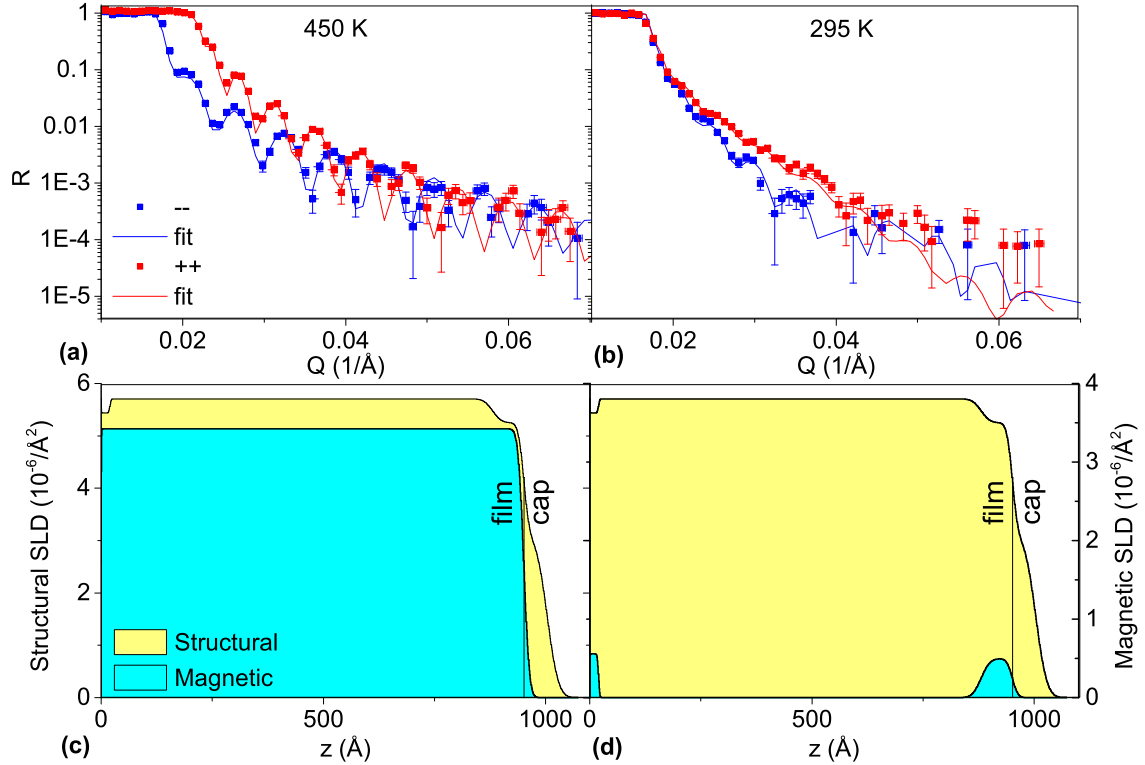 450 K
295 K
1
0.1
0.01
1E-3
1E-4
1E-5
R
--
fit
++
fit
0.02
0.04
0.06
0.02
0.04
0.06
(a)
Q (1/Å)
(b)
Q (1/Å)
6
4
2
0
Structural SLD (10⁻⁶/Å²)
film
cap
Structural
Magnetic
film
cap
4
3
2
1
0
Magnetic SLD (10⁻⁶/Å²)
0
500
1000
0
500
1000
(c)
z (Å)
(d)
z (Å)